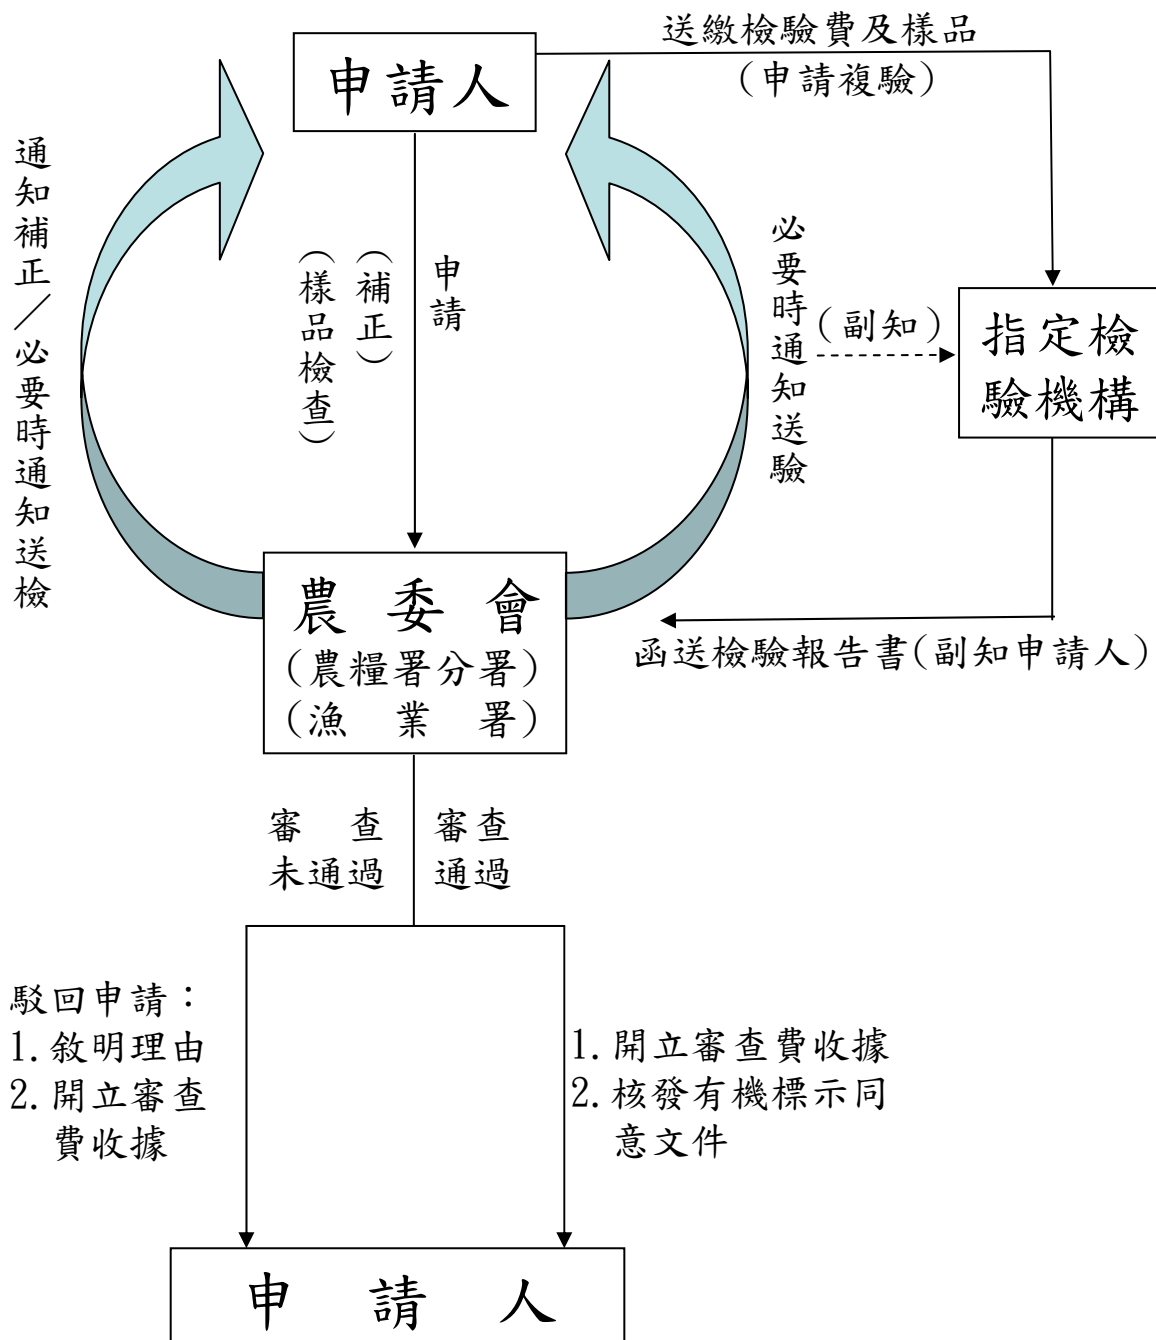 送繳檢驗費及樣品
（申請複驗）
申請人
通知補正／必要時通知送檢
（樣品檢查）
（補正）
申請
必要時通知送驗
（副知）
指定檢
驗機構
農委會
（農糧署分署）
（漁業署）
函送檢驗報告書(副知申請人)
審查
未通過
審查
通過
駁回申請：
1.敘明理由
2.開立審查
費收據
1.開立審查費收據
2.核發有機標示同
意文件
申請人